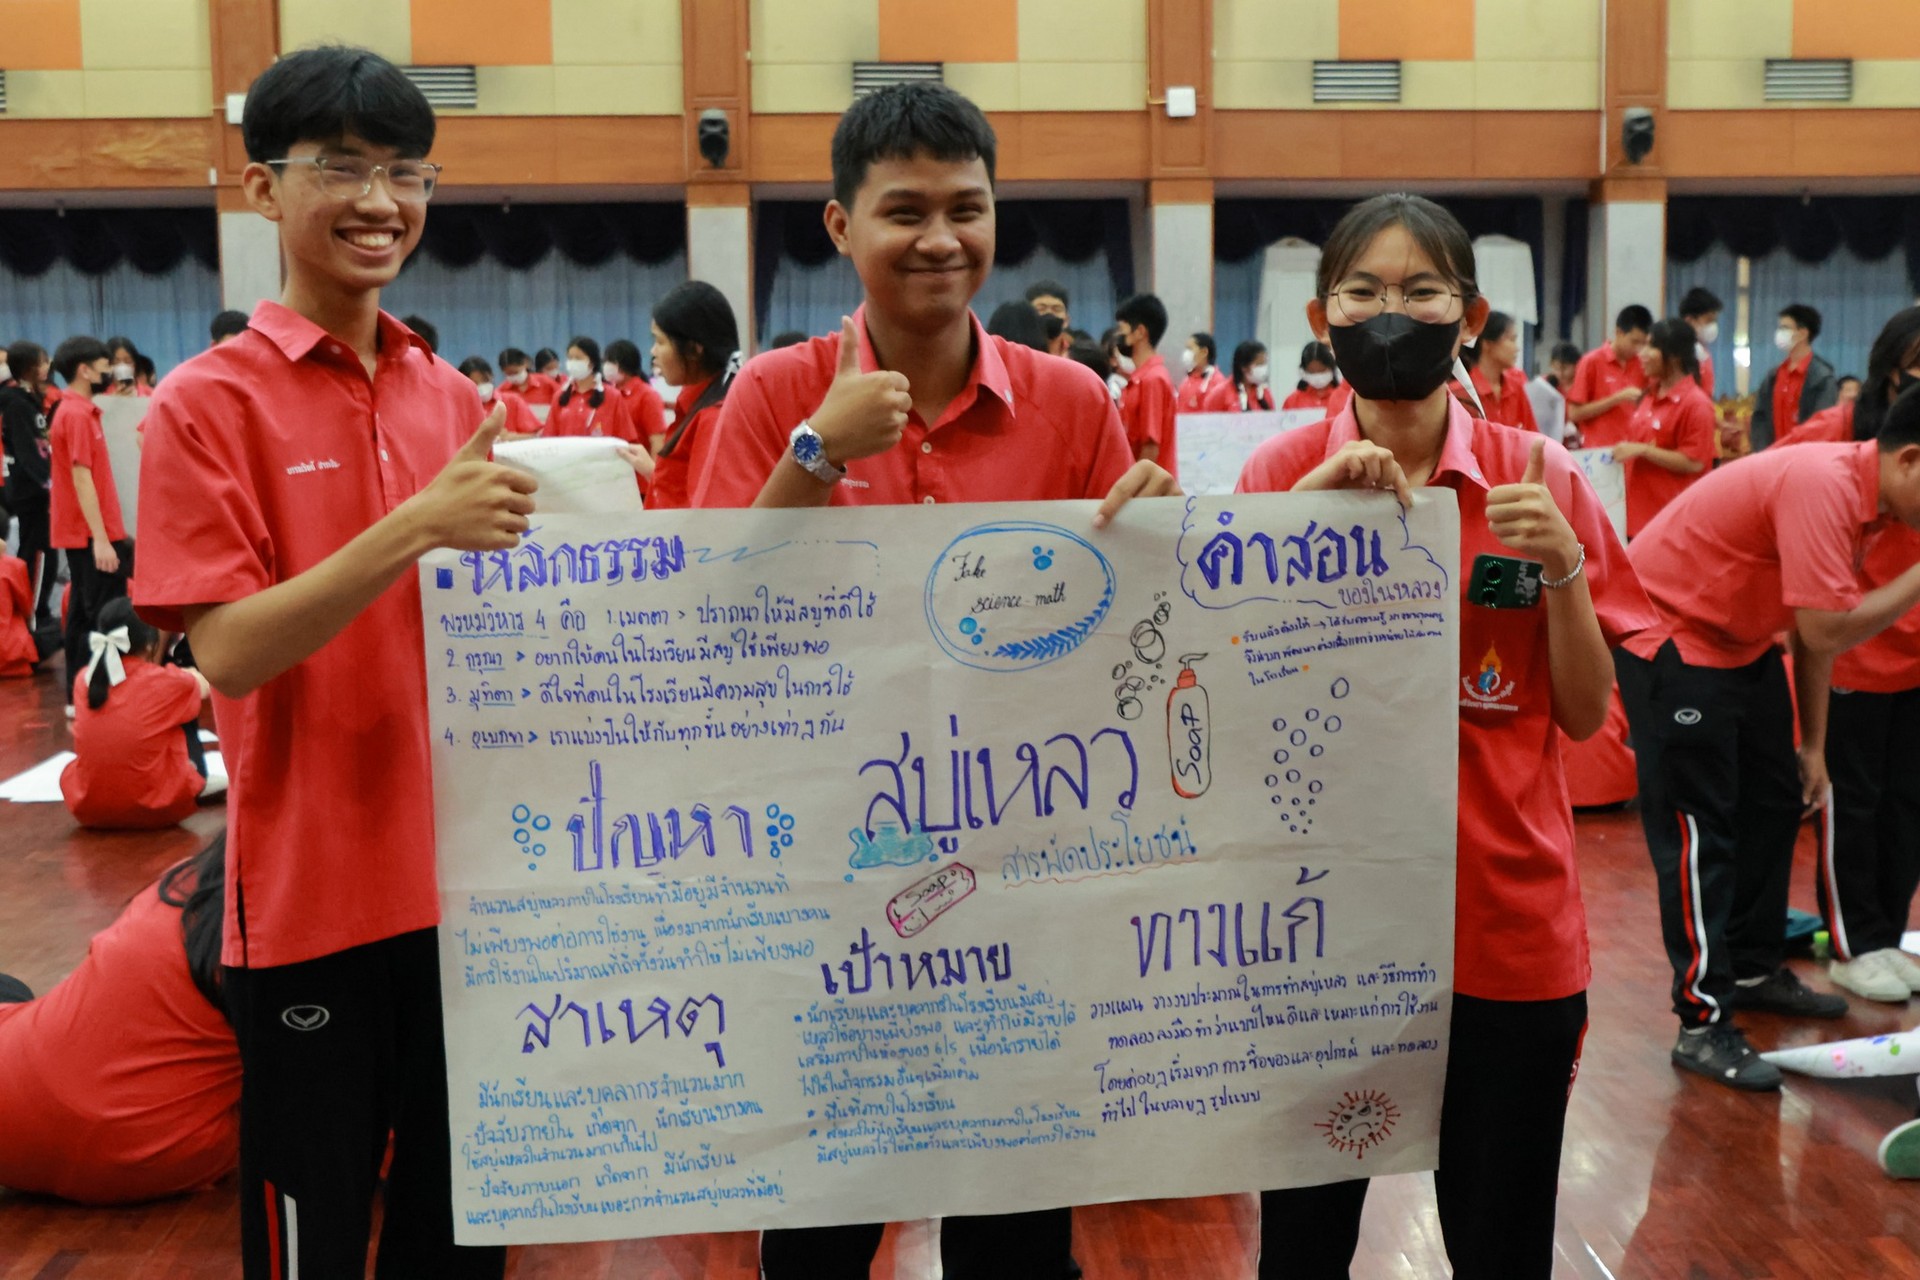 หลักธรรม
พรหมวิหาร 4 คือ 1.เมตตา > ปรารถนาให้มีสบู่ที่ดีใช้
2. กรุณา > อยากให้คนในโรงเรียนมีสบู่ใช้เพียงพอ
3. มุทิตา > ดีใจที่คนในโรงเรียนมีความสุขในการใช้
4. อุเบกขา > เราแบ่งปันให้กับทุกชั้นอย่างเท่าๆกัน
Fake
science-math
คำสอน
ของในหลวง
SOAP
สบู่เหลว
สารพัดประโยชน์
Soap
ปัญหา
จำนวนสบู่เหลวภายในโรงเรียนที่มีอยู่มีจำนวนที่
ไม่เพียงพอต่อการใช้งาน เนื่องมาจากนักเรียนบางคน
มีการใช้งานในปริมาณที่ถี่ทั้งวันทำให้ไม่เพียงพอ
สาเหตุ
มีนักเรียนและบุคลากรจำนวนมาก
-ปัจจัยภายใน เกิดจาก นักเรียนบางคน
ใช้สบู่เหลวในจำนวนมากเกินไป
-ปัจจัยภายนอก เกิดจาก มีนักเรียน
และบุคลากรในโรงเรียนเยอะกว่าจำนวนสบู่เหลวที่มีอยู่
เป้าหมาย
• นักเรียนและบุคลากรในโรงเรียนมีสบู่
เหลวใช้อย่างเพียงพอ และทำให้มีรายได้
เสริมภายในห้องของ 6/5 เพื่อนำรายได้
ไปใช้ในกิจกรรมอื่นๆเพิ่มเติม
• พื้นที่ภายในโรงเรียน
ให้นักเรียนและบุคลากรภายในโรงเรียน
มีสบู่เหลวไว้ใช้ และเพียงพอต่อการใช้งาน
ทางแก้
วางแผน วางงบประมาณในการทำสบู่เหลว และวิธีการทำ
ทดลองลงมือทำว่าแบบไหนดีและเหมาะแก่การใช้งาน
โดยค่อยๆเริ่มจาก การซื้อของและอุปกรณ์ และทดลอง
ทำไปในหลายๆรูปแบบ